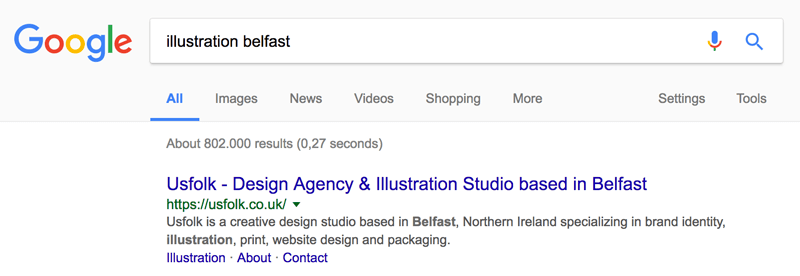 Google
illustration belfast
All Images News Videos Shopping More Settings Tools
About 802.000 results (0,27 seconds)
Usfolk - Design Agency & Illustration Studio based in Belfast
https://usfolk.co.uk/
Usfolk is a creative design studio based in Belfast, Northern Ireland specializing in brand identity,
illustration, print, website design and packaging.
Illustration · About · Contact